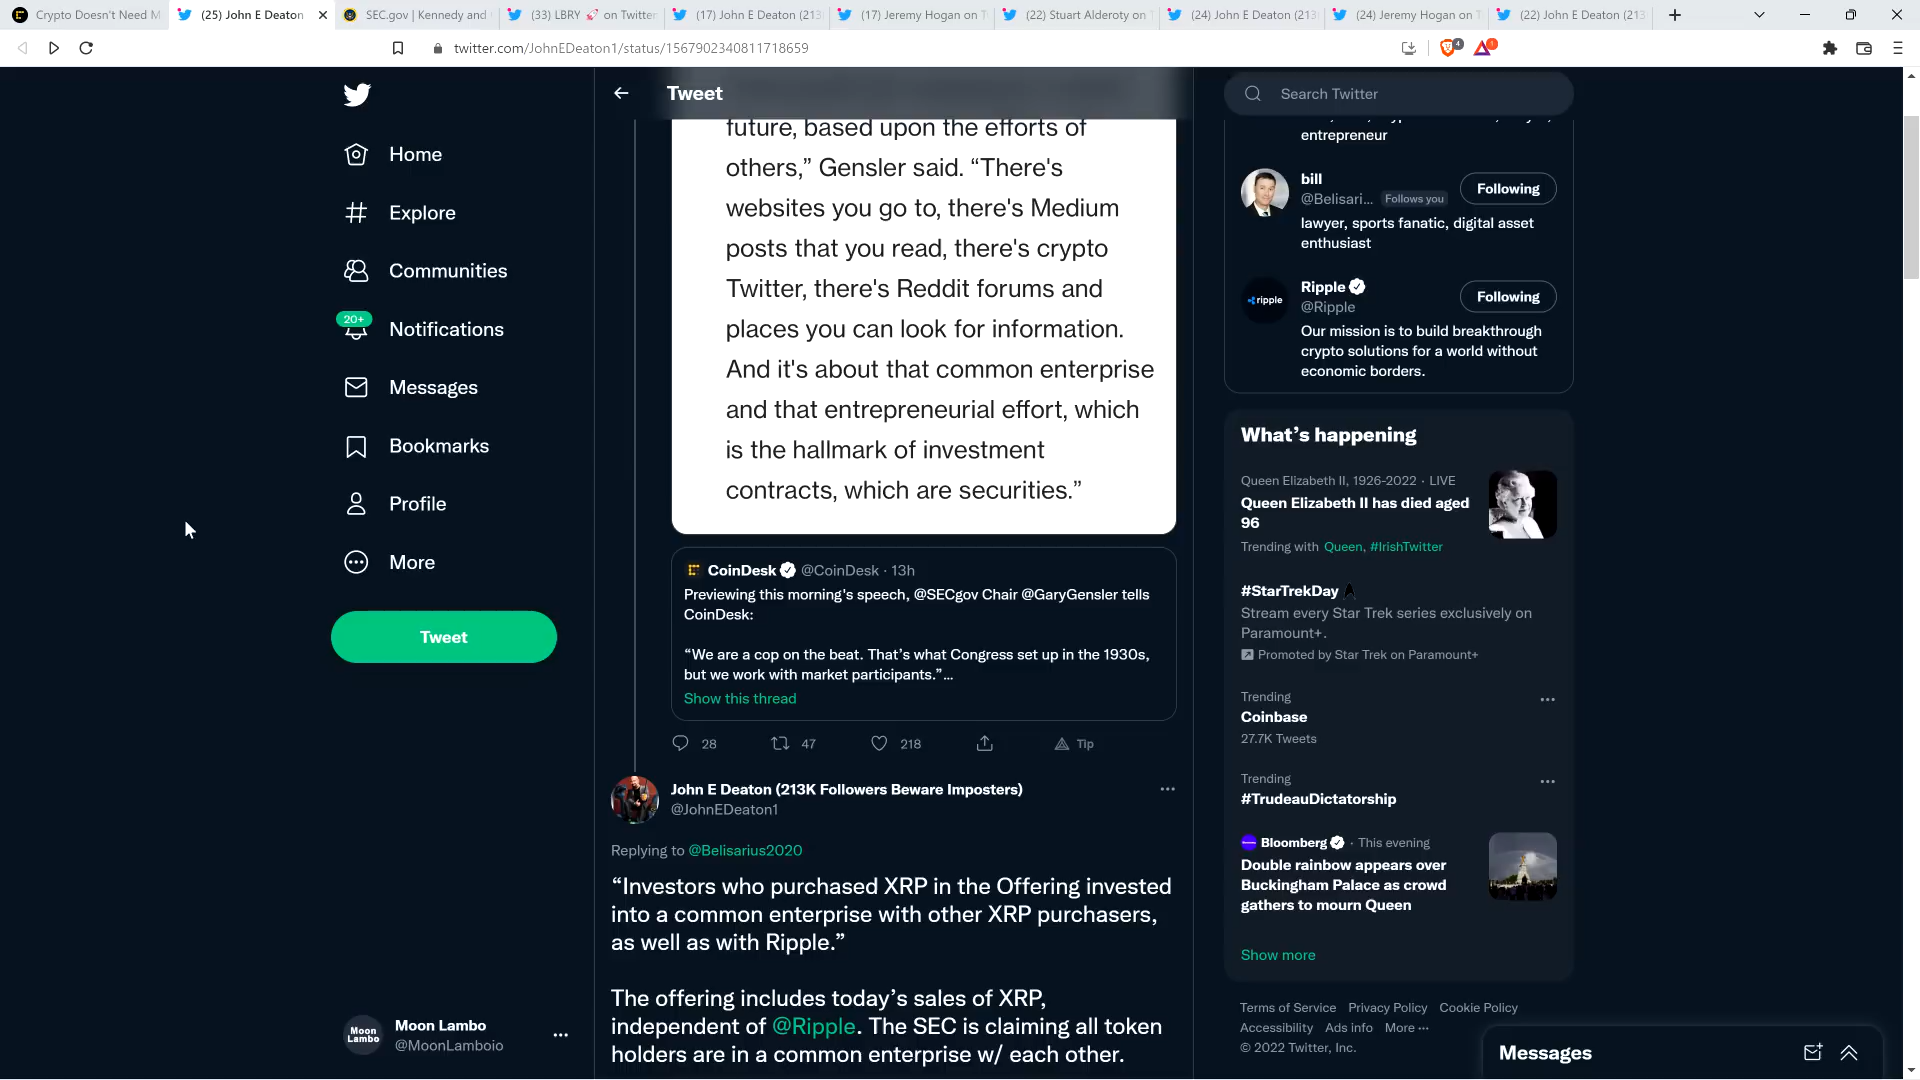 Crypto Doesn't Need M
(25) John E Deaton
SEC.gov | Kennedy and
(33) LBRY 🚀 on Twitter
(17) John E Deaton (213
(17) Jeremy Hogan on T
(22) Stuart Alderoty on T
(24) John E Deaton (213
(24) Jeremy Hogan on T
(22) John E Deaton (213
twitter.com/JohnEDeaton1/status/1567902340811718659
4
1
Home
Explore
Communities
20+
Notifications
Messages
Bookmarks
Profile
More
Tweet
Moon Lambo
Moon Lambo
@MoonLamboio
Tweet
future, based upon the efforts of
others,” Gensler said. “There's
websites you go to, there's Medium
posts that you read, there's crypto
Twitter, there's Reddit forums and
places you can look for information.
And it's about that common enterprise
and that entrepreneurial effort, which
is the hallmark of investment
contracts, which are securities.”
CoinDesk @CoinDesk · 13h
Previewing this morning's speech, @SECgov Chair @GaryGensler tells
CoinDesk:
“We are a cop on the beat. That’s what Congress set up in the 1930s,
but we work with market participants.”…
Show this thread
28 47 218 Tip
John E Deaton (213K Followers Beware Imposters)
@JohnEDeaton1
Replying to @Belisarius2020
“Investors who purchased XRP in the Offering invested
into a common enterprise with other XRP purchasers,
as well as with Ripple.”
The offering includes today’s sales of XRP,
independent of @Ripple. The SEC is claiming all token
holders are in a common enterprise w/ each other.
Search Twitter
entrepreneur
bill
@Belisari... Follows you
Following
lawyer, sports fanatic, digital asset
enthusiast
ripple
Ripple
@Ripple
Following
Our mission is to build breakthrough
crypto solutions for a world without
economic borders.
What’s happening
Queen Elizabeth II, 1926-2022 · LIVE
Queen Elizabeth II has died aged
96
Trending with Queen, #IrishTwitter
#StarTrekDay
Stream every Star Trek series exclusively on
Paramount+.
Promoted by Star Trek on Paramount+
Trending
Coinbase
27.7K Tweets
Trending
#TrudeauDictatorship
Bloomberg · This evening
Double rainbow appears over
Buckingham Palace as crowd
gathers to mourn Queen
Show more
Terms of Service Privacy Policy Cookie Policy
Accessibility Ads info More ···
© 2022 Twitter, Inc.
Messages